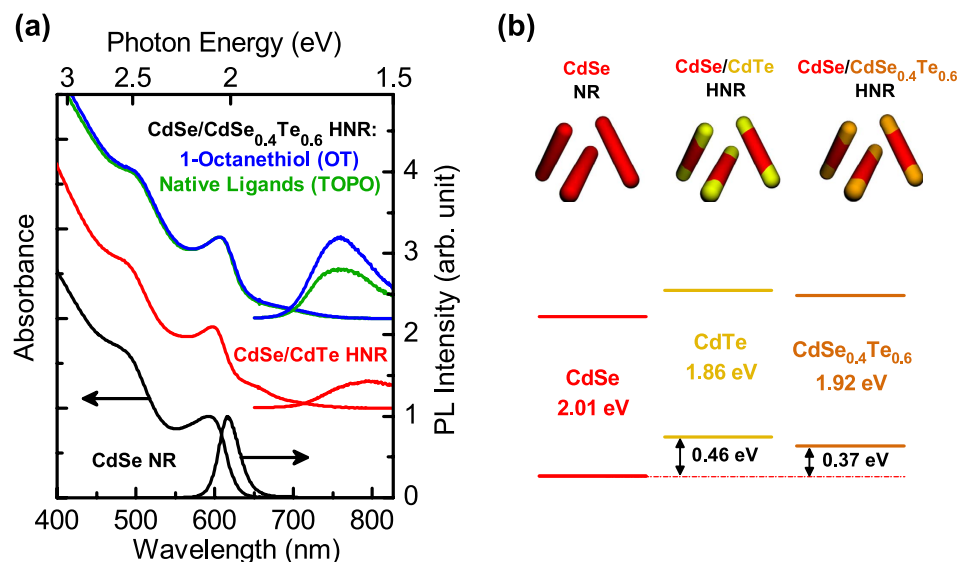 (a)
Photon Energy (eV)
3 2.5 2 1.5
CdSe/CdSe0.4Te0.6 HNR:
1-Octanethiol (OT)
Native Ligands (TOPO)
CdSe/CdTe HNR
CdSe NR
Absorbance
PL Intensity (arb. unit)
4
3
2
1
0
400 500 600 700 800
Wavelength (nm)
(b)
CdSe
NR
CdSe/CdTe
HNR
CdSe/CdSe0.4Te0.6
HNR
CdSe
2.01 eV
CdTe
1.86 eV
CdSe0.4Te0.6
1.92 eV
0.46 eV
0.37 eV